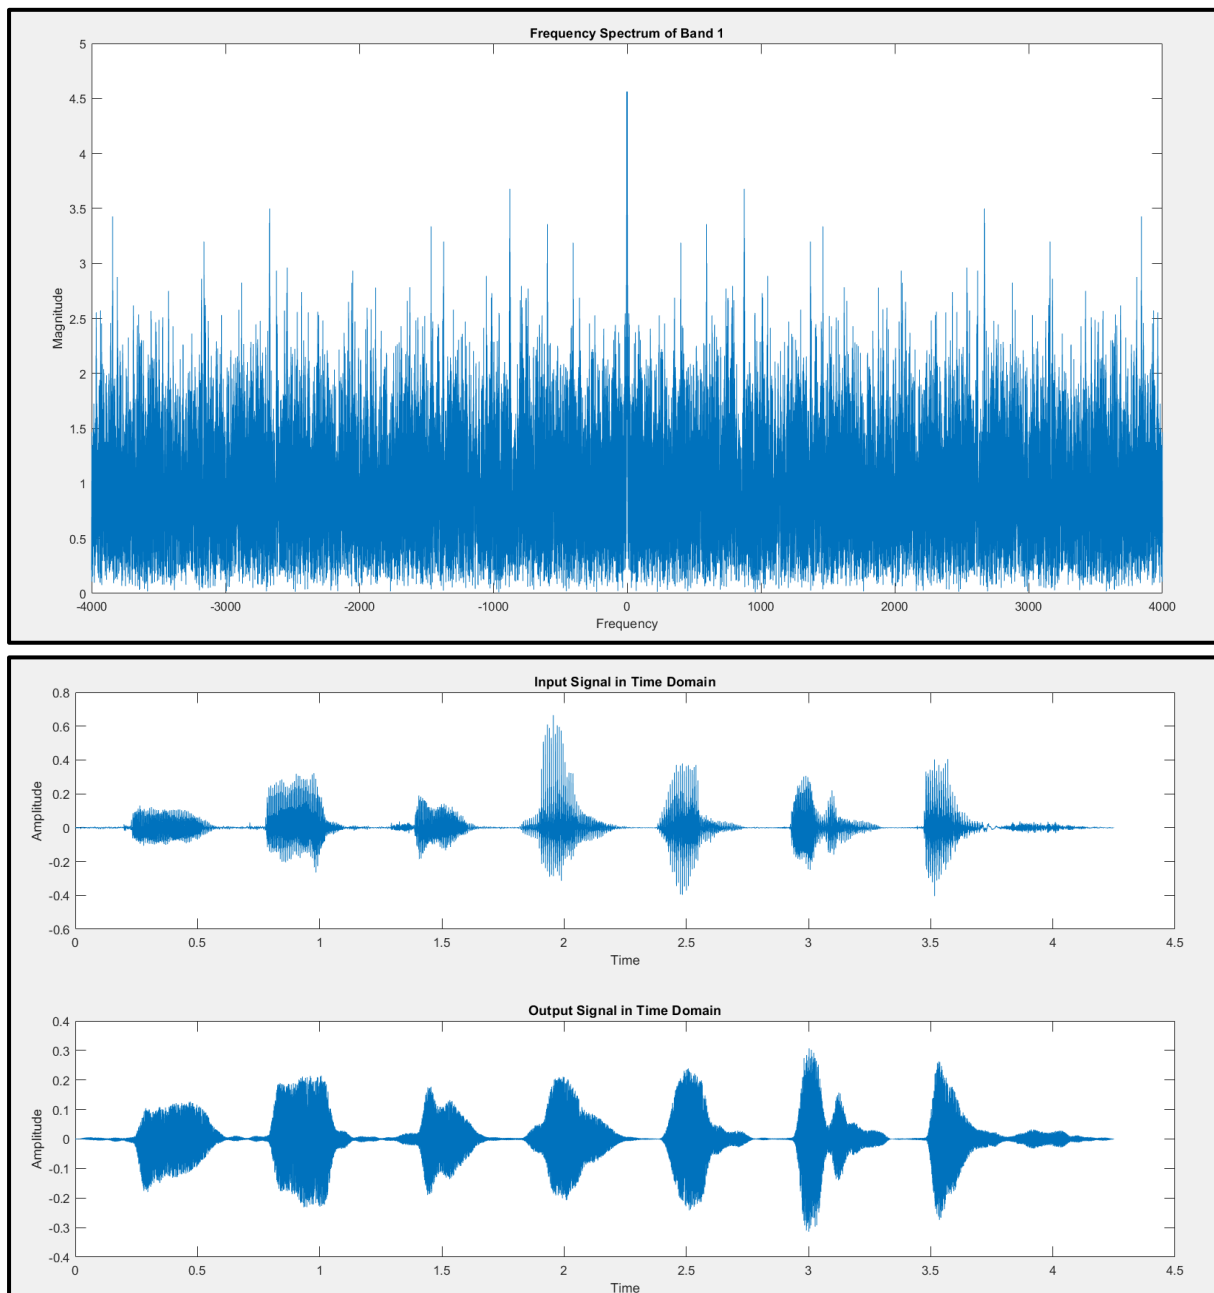 Frequency Spectrum of Band 1
5
4.5
4
3.5
3
2.5
2
1.5
1
0.5
0
Magnitude
-4000 -3000 -2000 -1000 0 1000 2000 3000 4000
Frequency
Input Signal in Time Domain
0.8
0.6
0.4
0.2
0
-0.2
-0.4
-0.6
Amplitude
0 0.5 1 1.5 2 2.5 3 3.5 4 4.5
Time
Output Signal in Time Domain
0.4
0.3
0.2
0.1
0
-0.1
-0.2
-0.3
-0.4
Amplitude
0 0.5 1 1.5 2 2.5 3 3.5 4 4.5
Time